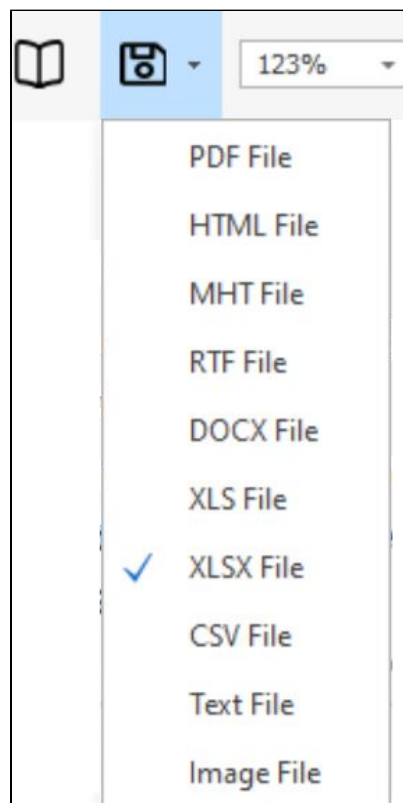 123%
PDF File
HTML File
MHT File
RTF File
DOCX File
XLS File
XLSX File
CSV File
Text File
Image File